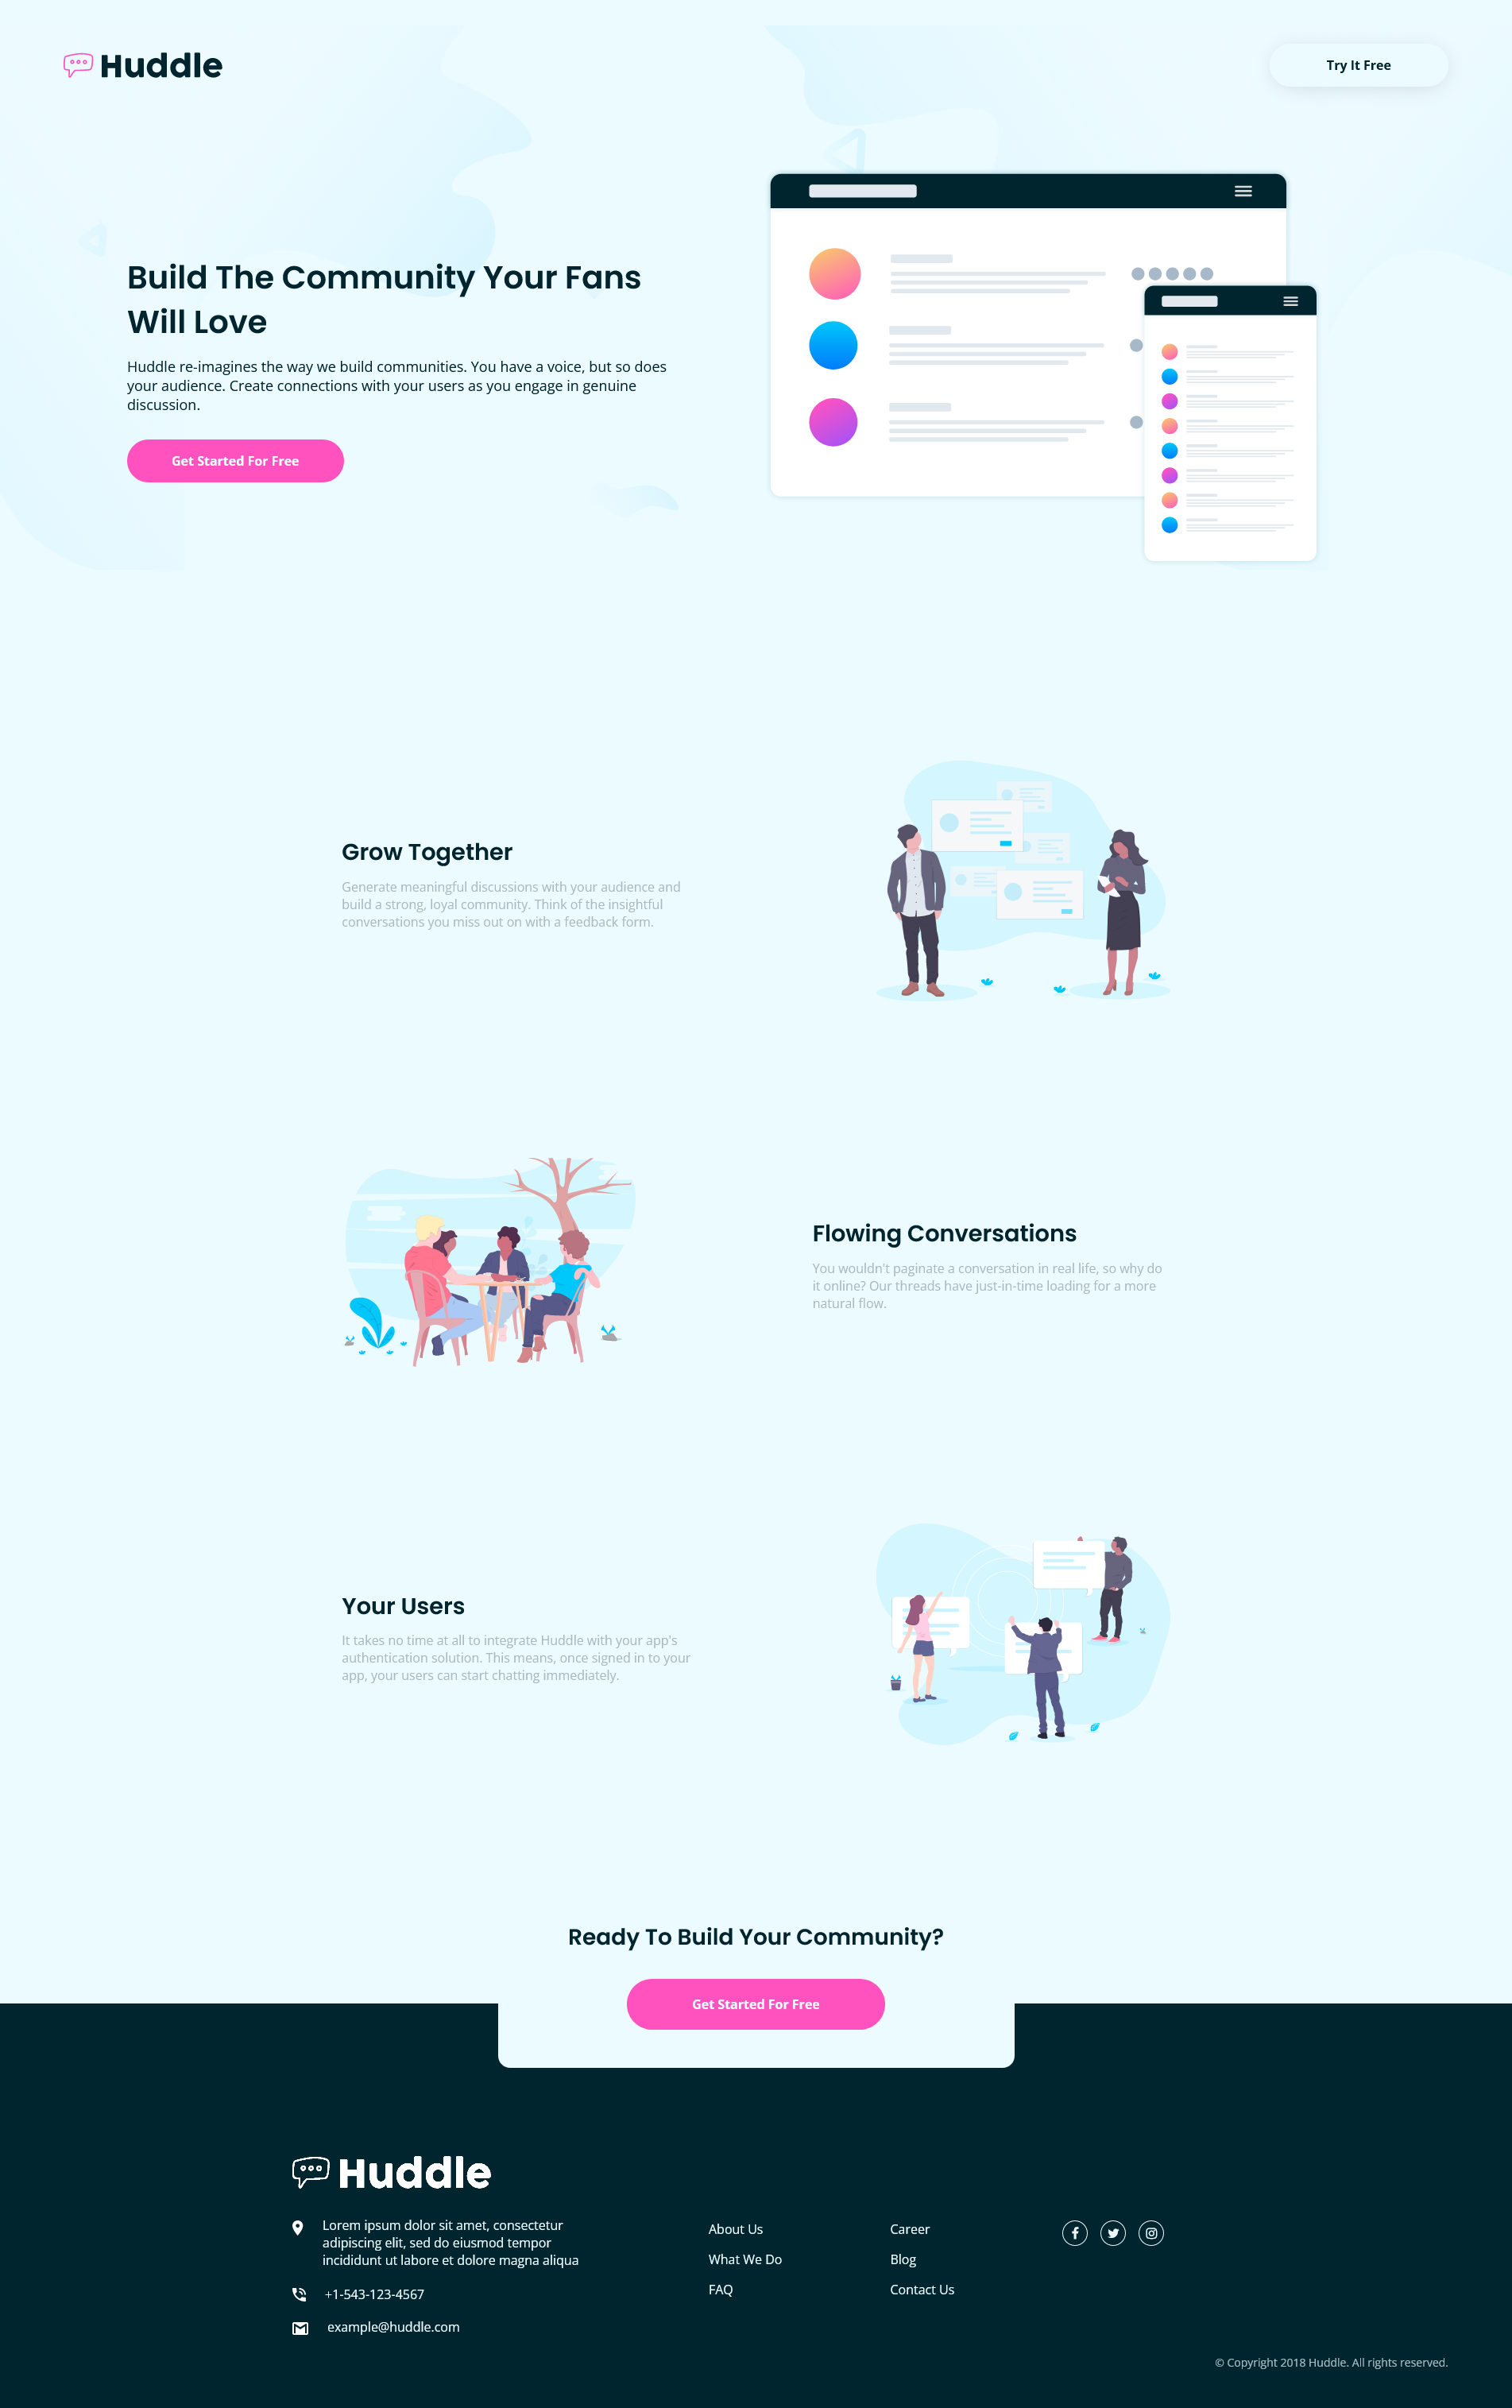 Huddle
Try It Free
Build The Community Your Fans
Will Love
Huddle re-imagines the way we build communities. You have a voice, but so does
your audience. Create connections with your users as you engage in genuine
discussion.
Get Started For Free
Grow Together
Generate meaningful discussions with your audience and
build a strong, loyal community. Think of the insightful
conversations you miss out on with a feedback form.
Flowing Conversations
You wouldn't paginate a conversation in real life, so why do
it online? Our threads have just-in-time loading for a more
natural flow.
Your Users
It takes no time at all to integrate Huddle with your app's
authentication solution. This means, once signed in to your
app, your users can start chatting immediately.
Ready To Build Your Community?
Get Started For Free
Huddle
Lorem ipsum dolor sit amet, consectetur
adipiscing elit, sed do eiusmod tempor
incididunt ut labore et dolore magna aliqua
+1-543-123-4567
example@huddle.com
About Us
What We Do
FAQ
Career
Blog
Contact Us
© Copyright 2018 Huddle. All rights reserved.